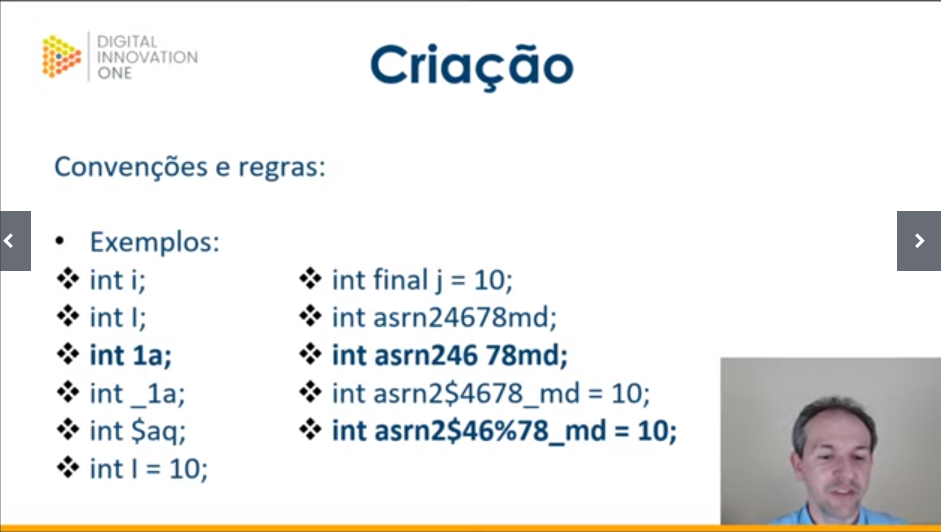 DIGITAL
INNOVATION
ONE
Criação
Convenções e regras:
• Exemplos:
❖ int i;
❖ int I;
❖ int 1a;
❖ int _1a;
❖ int $aq;
❖ int I = 10;
❖ int final j = 10;
❖ int asrn24678md;
❖ int asrn246 78md;
❖ int asrn2$4678_md = 10;
❖ int asrn2$46%78_md = 10;